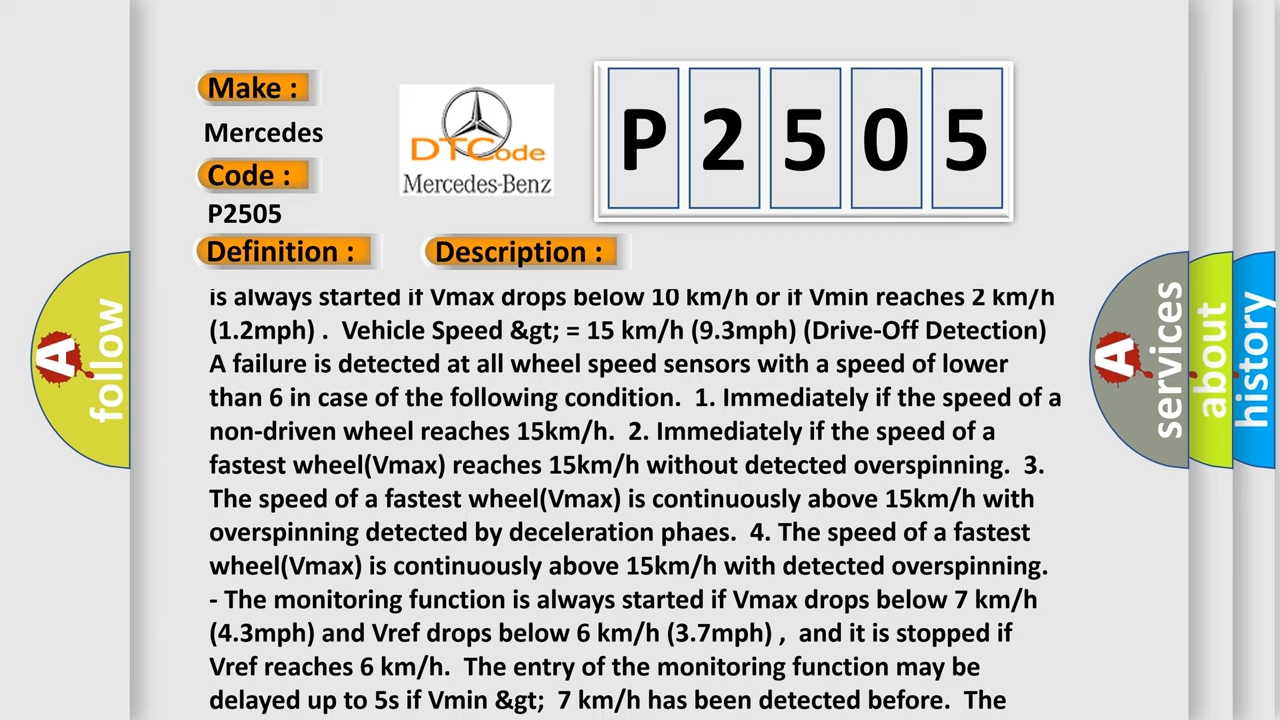 Make :
Mercedes
Code :
P2505
DTCode
Mercedes-Benz
P 2 5 0 5
Definition :
Description :
is always started if Vmax drops below 10 km/h or if Vmin reaches 2 km/h
(1.2mph) .  Vehicle Speed &gt; = 15 km/h (9.3mph) (Drive-Off Detection)
A failure is detected at all wheel speed sensors with a speed of lower
than 6 in case of the following condition.  1. Immediately if the speed of a
non-driven wheel reaches 15km/h.  2. Immediately if the speed of a
fastest wheel(Vmax) reaches 15km/h without detected overspinning.  3.
The speed of a fastest wheel(Vmax) is continuously above 15km/h with
overspinning detected by deceleration phaes.  4. The speed of a fastest
wheel(Vmax) is continuously above 15km/h with detected overspinning.
- The monitoring function is always started if Vmax drops below 7 km/h
(4.3mph) and Vref drops below 6 km/h (3.7mph) ,  and it is stopped if
Vref reaches 6 km/h.  The entry of the monitoring function may be
delayed up to 5s if Vmin &gt;  7 km/h has been detected before.  The
A follow
A services
about
history